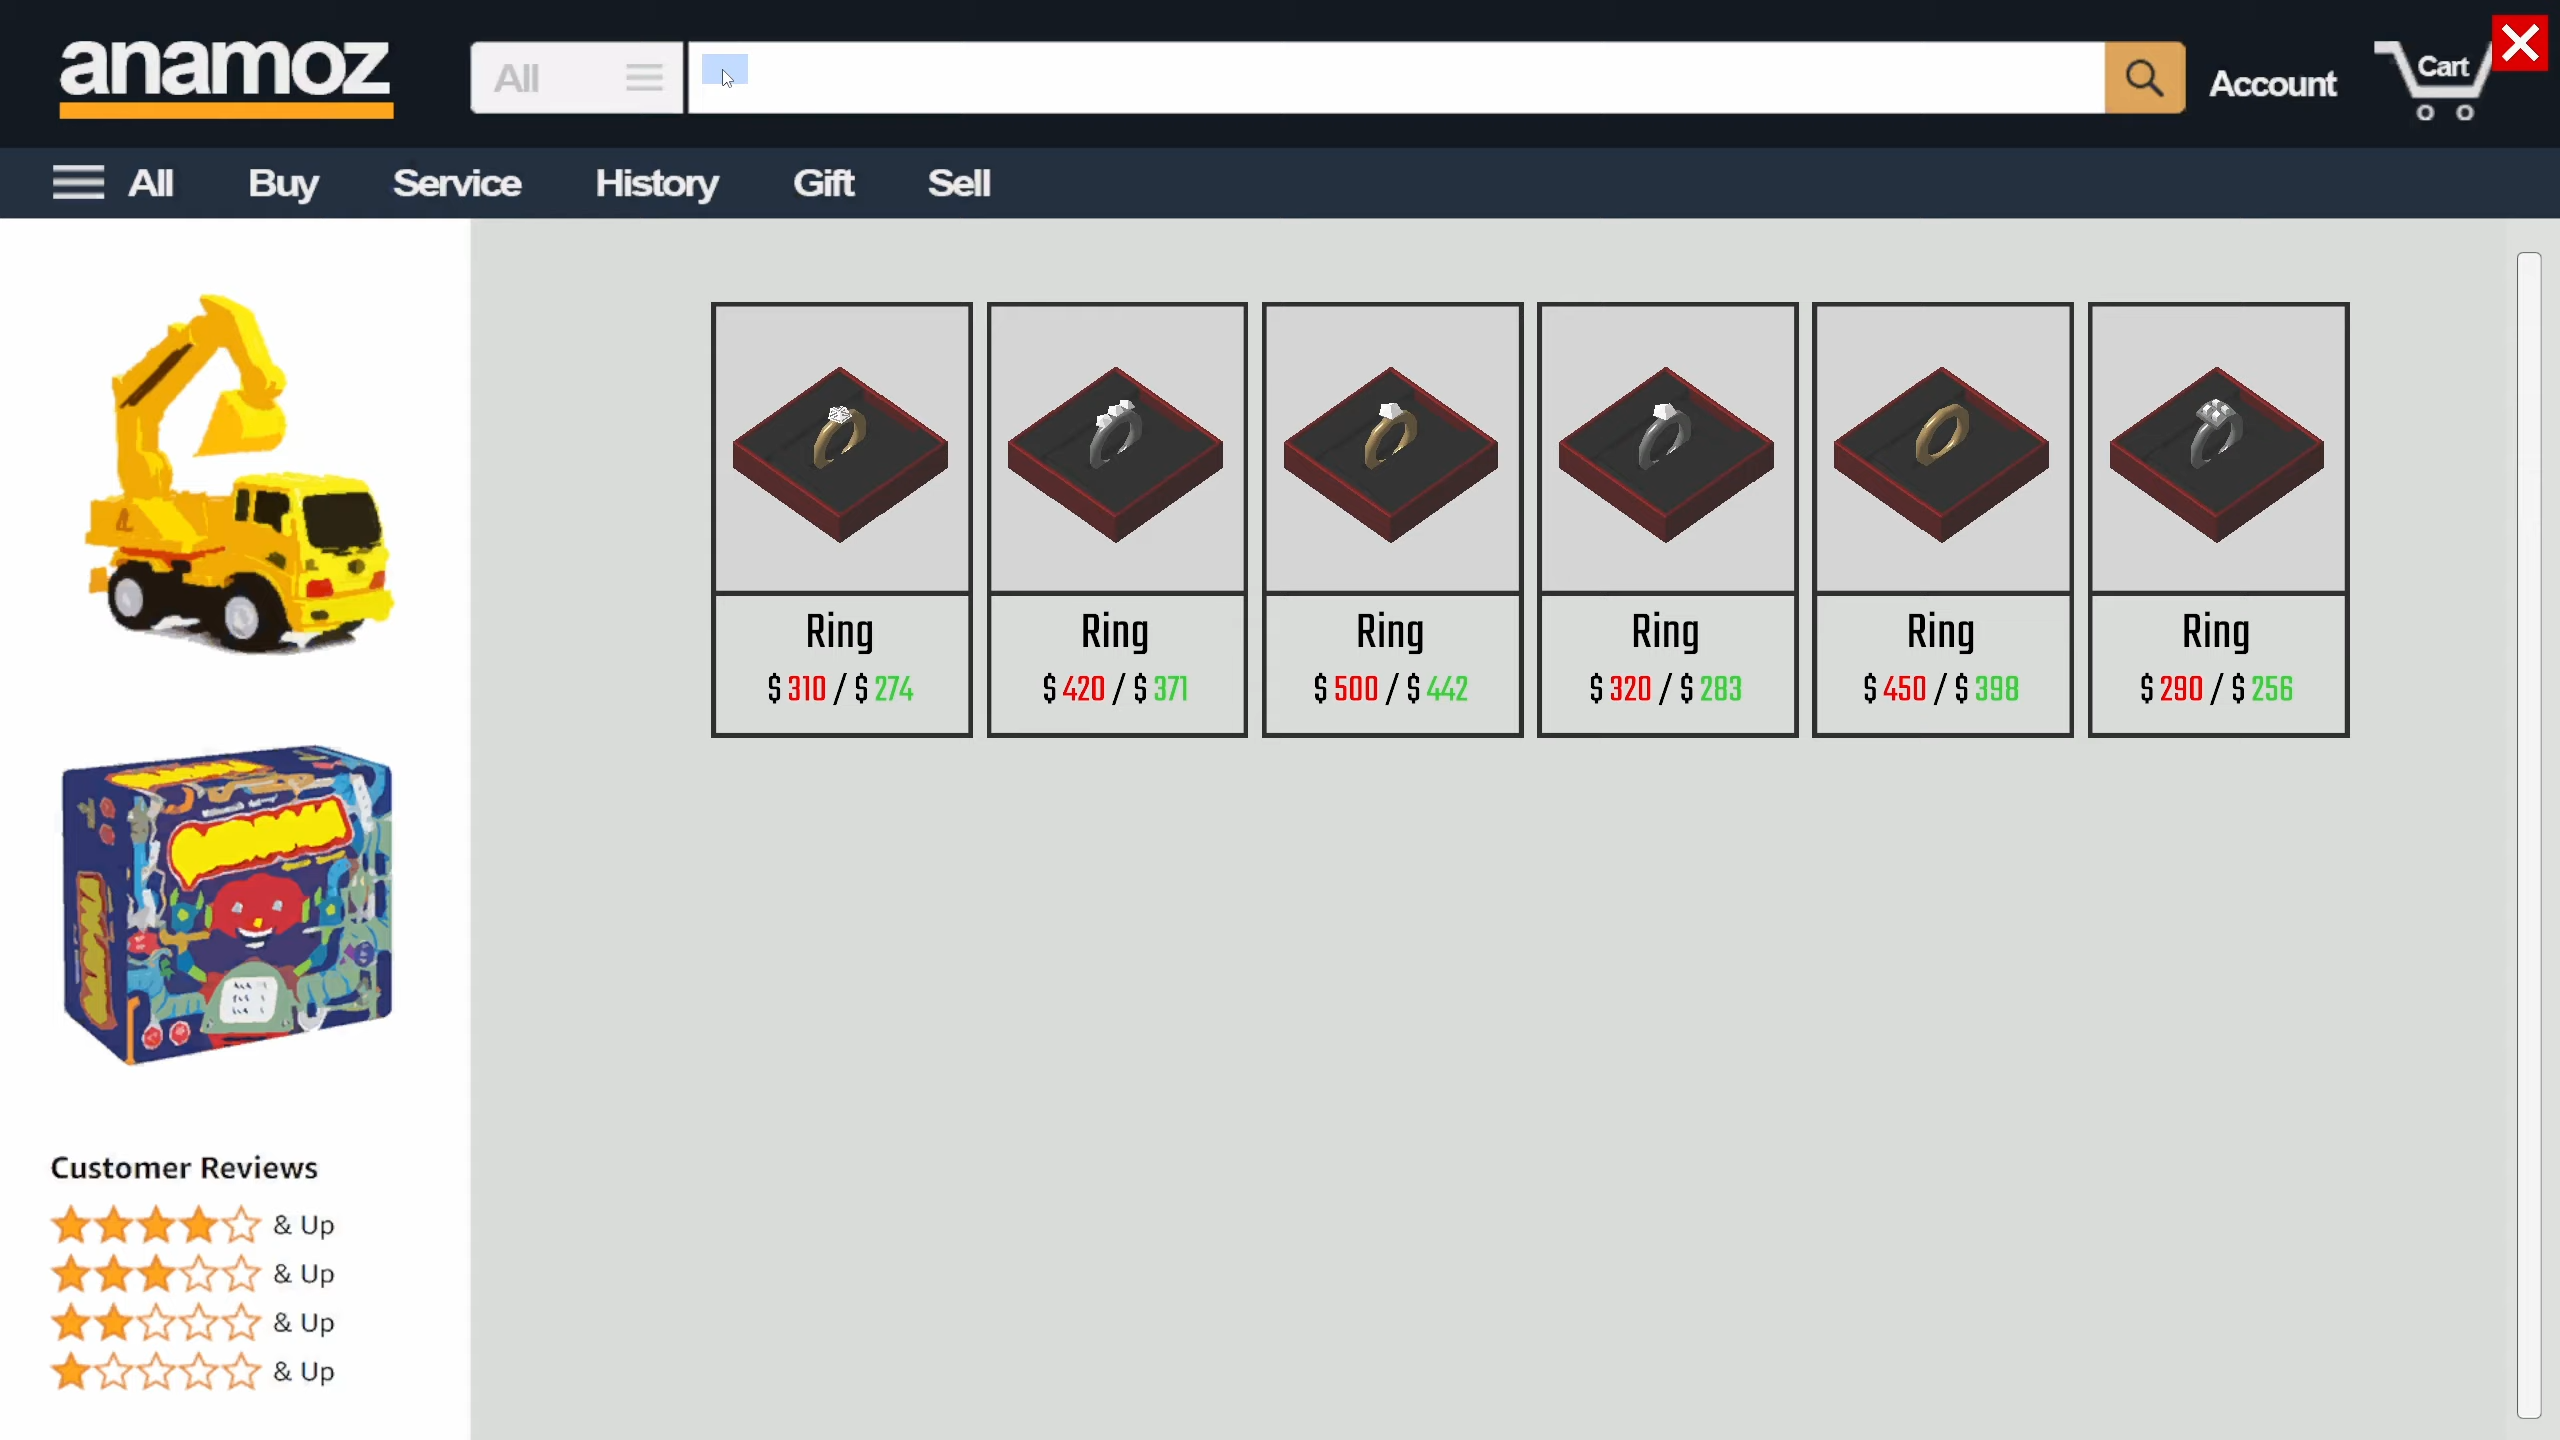 anamoz
All
Account
Cart
All Buy Service History Gift Sell
Ring Ring Ring Ring Ring Ring
$ 310 / $ 274 $ 420 / $ 371 $ 500 / $ 442 $ 320 / $ 283 $ 450 / $ 398 $ 290 / $ 256
Customer Reviews
& Up
& Up
& Up
& Up